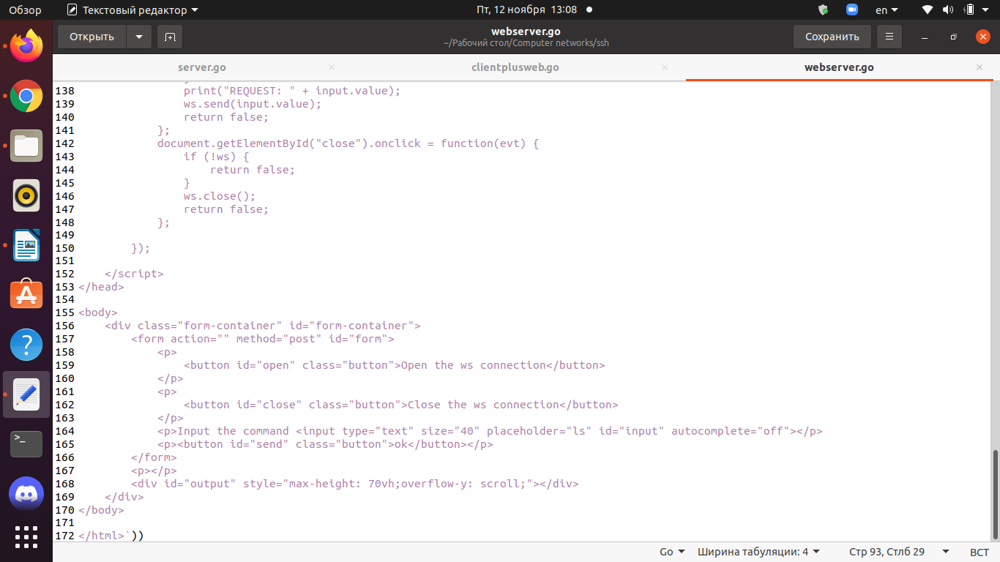 Обзор
Текстовый редактор
Пт, 12 ноября 13:08
en
Открыть
webserver.go
~/Рабочий стол/Computer networks/ssh
Сохранить
server.go
clientplusweb.go
webserver.go
138 print("REQUEST: " + input.value);
139 ws.send(input.value);
140 return false;
141 };
142 document.getElementById("close").onclick = function(evt) {
143 if (!ws) {
144 return false;
145 }
146 ws.close();
147 return false;
148 };
149
150 });
151
152 </script>
153 </head>
154
155 <body>
156 <div class="form-container" id="form-container">
157 <form action="" method="post" id="form">
158 <p>
159 <button id="open" class="button">Open the ws connection</button>
160 </p>
161 <p>
162 <button id="close" class="button">Close the ws connection</button>
163 </p>
164 <p>Input the command <input type="text" size="40" placeholder="ls" id="input" autocomplete="off"></p>
165 <p><button id="send" class="button">ok</button></p>
166 </form>
167 <p></p>
168 <div id="output" style="max-height: 70vh;overflow-y: scroll;"></div>
169 </div>
170 </body>
171
172 </html>`))
Go
Ширина табуляции: 4
Стр 93, Стлб 29
ВСТ